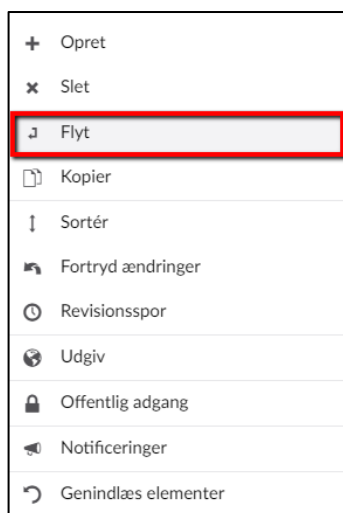 Opret
Slet
Flyt
Kopier
Sortér
Fortryd ændringer
Revisionsspor
Udgiv
Offentlig adgang
Notificeringer
Genindlæs elementer